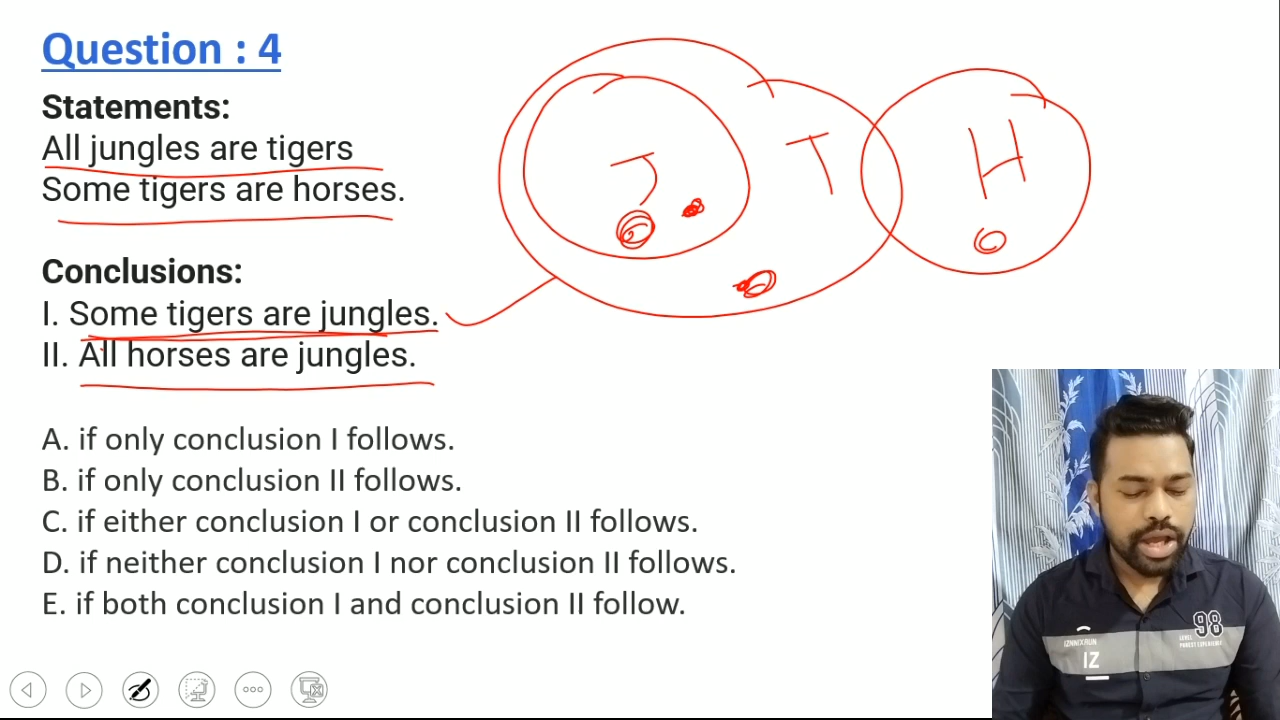 Question : 4
Statements:
All jungles are tigers
Some tigers are horses.
Conclusions:
I. Some tigers are jungles.
II. All horses are jungles.
A. if only conclusion I follows.
B. if only conclusion II follows.
C. if either conclusion I or conclusion II follows.
D. if neither conclusion I nor conclusion II follows.
E. if both conclusion I and conclusion II follow.
J T H
98
IZ